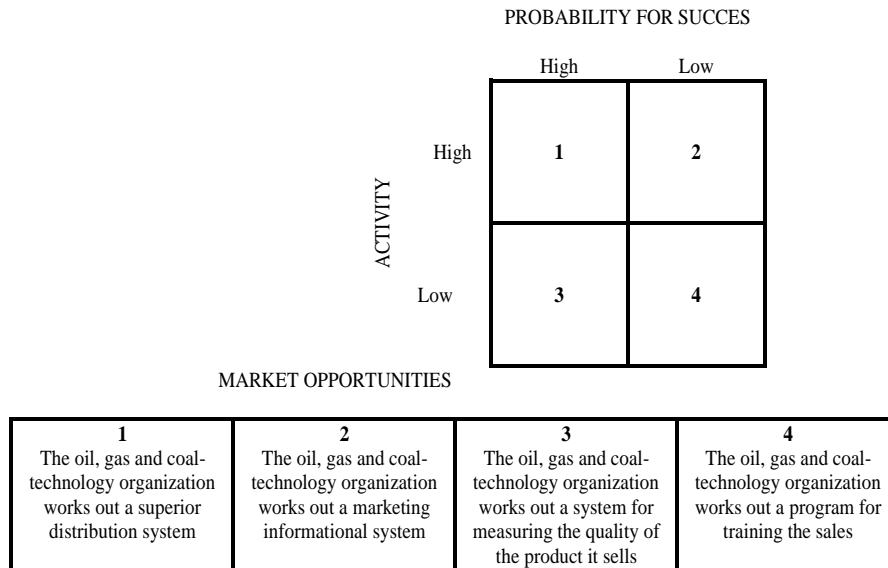 PROBABILITY FOR SUCCES
High Low
High 1 2
ACTIVITY
Low 3 4
MARKET OPPORTUNITIES
1
The oil, gas and coal-
technology organization
works out a superior
distribution system
2
The oil, gas and coal-
technology organization
works out a marketing
informational system
3
The oil, gas and coal-
technology organization
works out a system for
measuring the quality of
the product it sells
4
The oil, gas and coal-
technology organization
works out a program for
training the sales